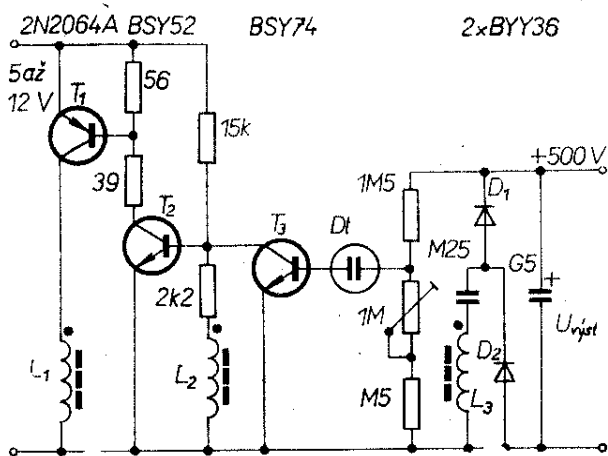 2N2064A BSY52 BSY74 2xBYY36
5až
12 V
T1
56
15k
39
T2
T3
Dt
1M5
+500 V
D1
M25
G5
2k2
1M
+
Uvýst
L1
L2
D2
M5
L3